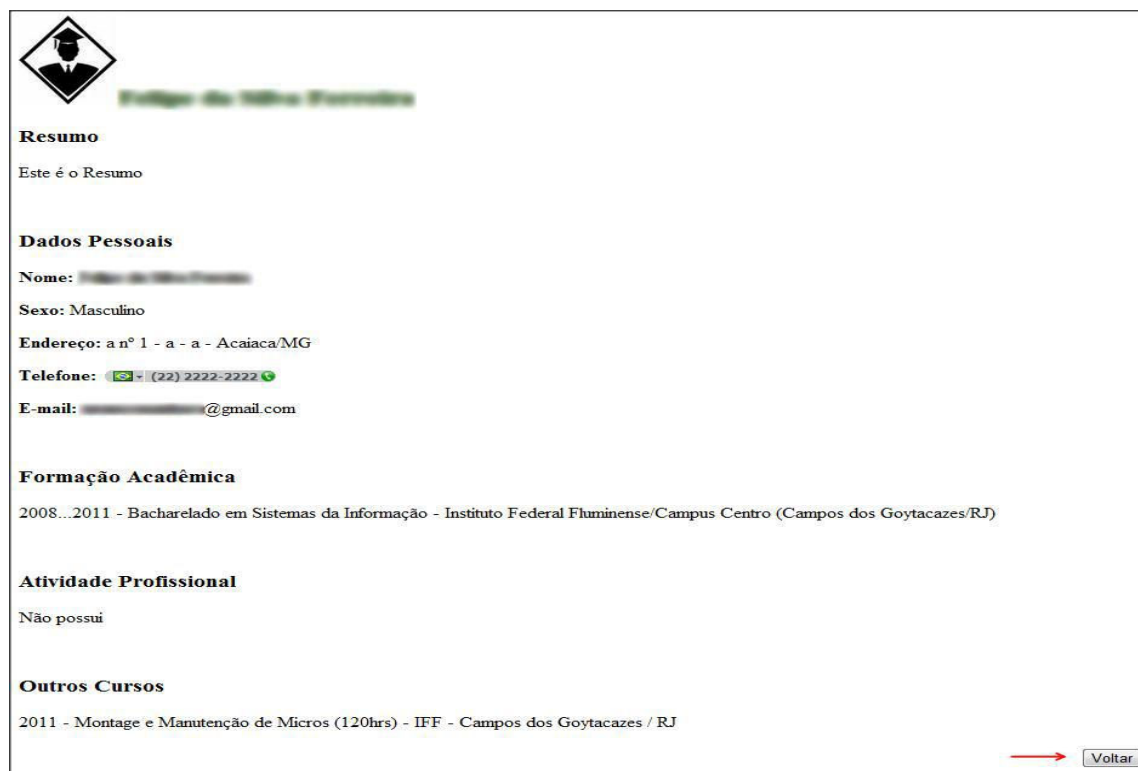 Resumo
Este é o Resumo
Dados Pessoais
Nome:
Sexo: Masculino
Endereço: a nº 1 - a - a - Acaiaca/MG
Telefone: (22) 2222-2222
E-mail: @gmail.com
Formação Acadêmica
2008...2011 - Bacharelado em Sistemas da Informação - Instituto Federal Fluminense/Campus Centro (Campos dos Goytacazes/RJ)
Atividade Profissional
Não possui
Outros Cursos
2011 - Montage e Manutenção de Micros (120hrs) - IFF - Campos dos Goytacazes / RJ
Voltar